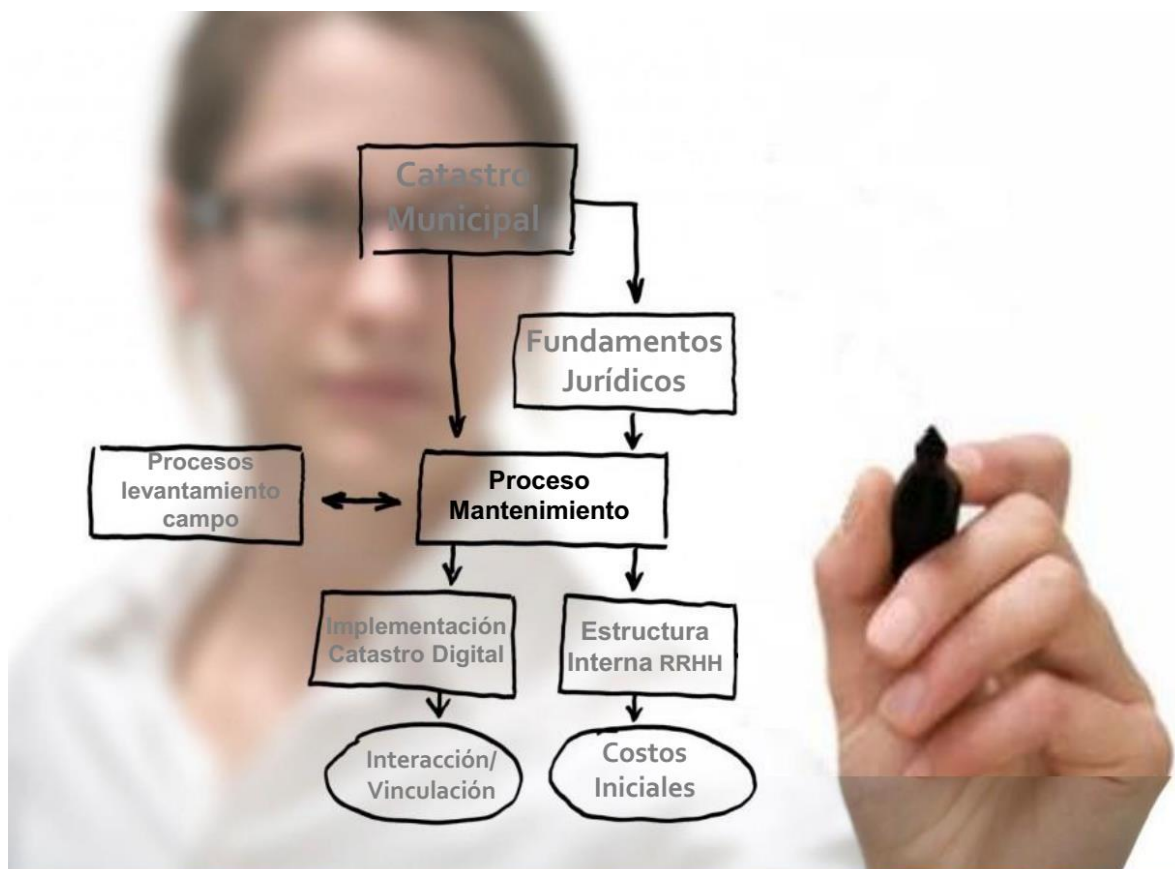 Catastro
Municipal
Fundamentos
Jurídicos
Procesos
levantamiento
campo
Proceso
Mantenimiento
Implementación
Catastro Digital
Estructura
Interna RRHH
Interacción/
Vinculación
Costos
Iniciales